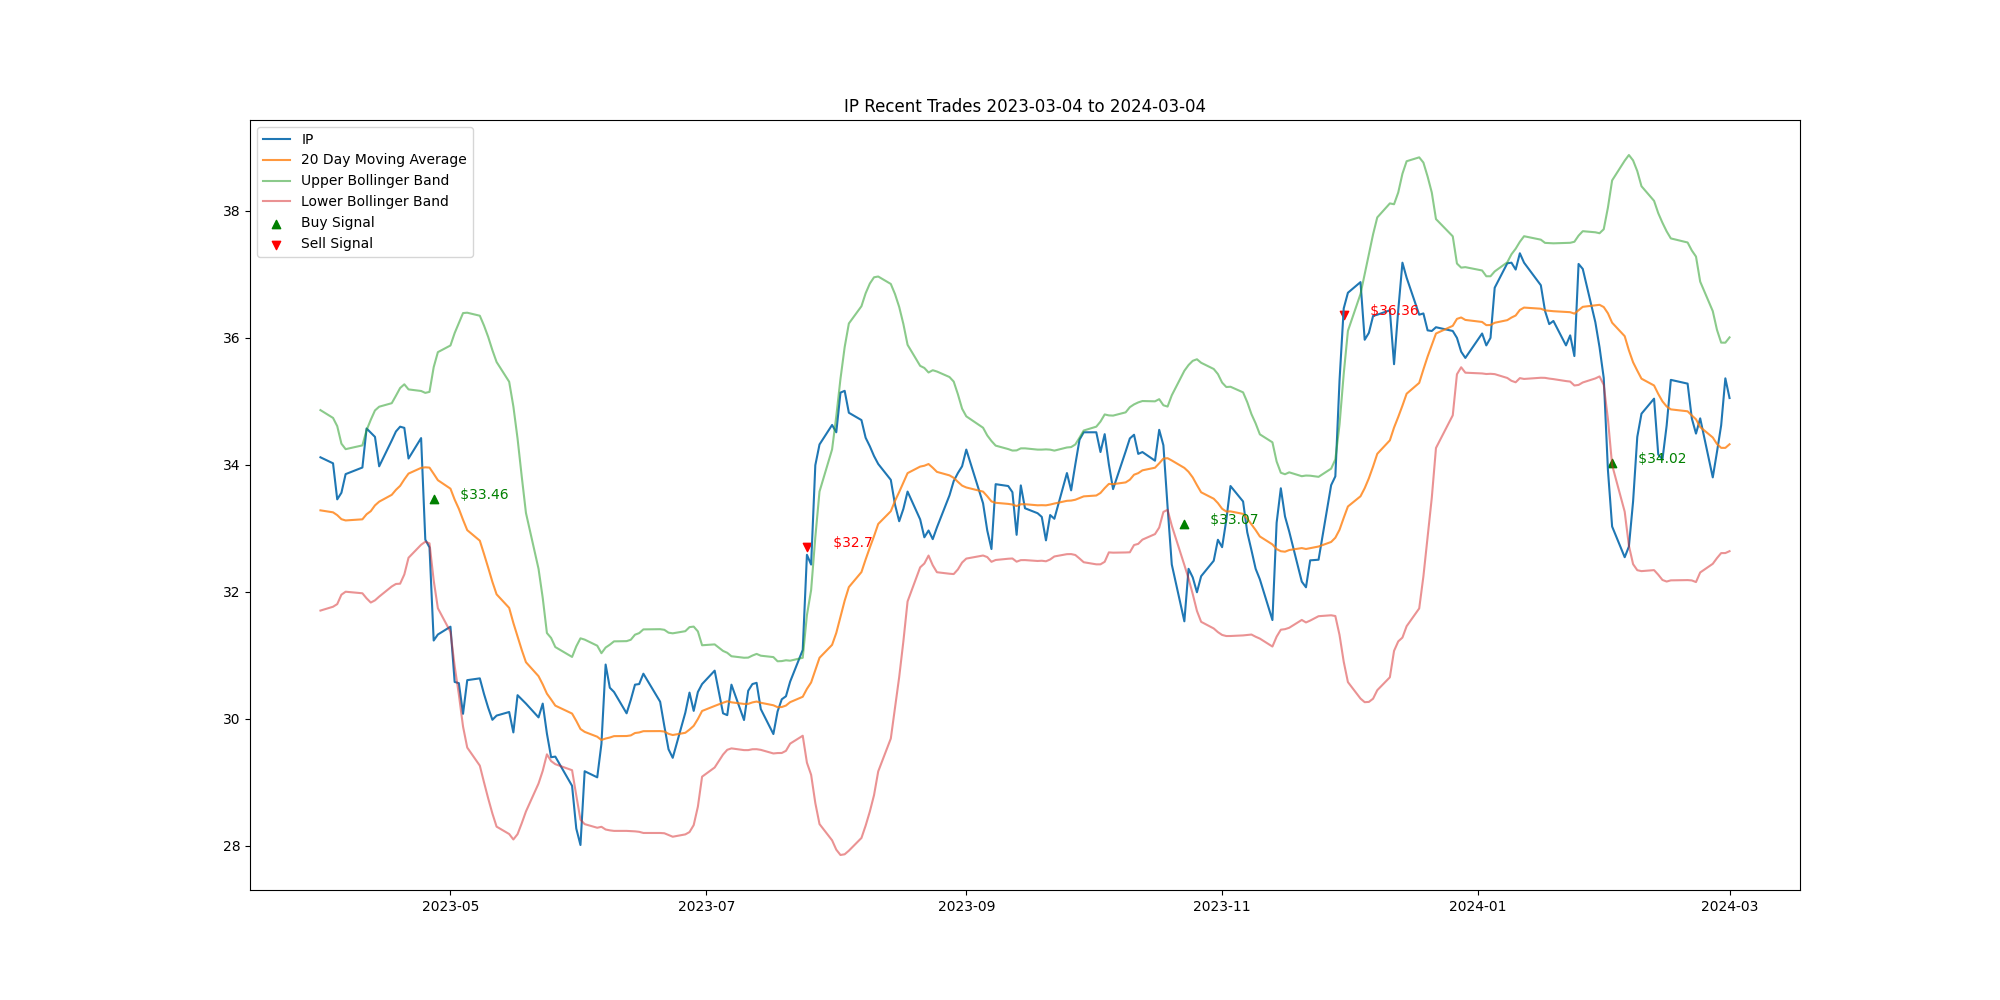 IP Recent Trades 2023-03-04 to 2024-03-04
IP
20 Day Moving Average
Upper Bollinger Band
Lower Bollinger Band
Buy Signal
Sell Signal
38
36
34
32
30
28
$33.46
$32.7
$33.07
$36.36
$34.02
2023-05
2023-07
2023-09
2023-11
2024-01
2024-03